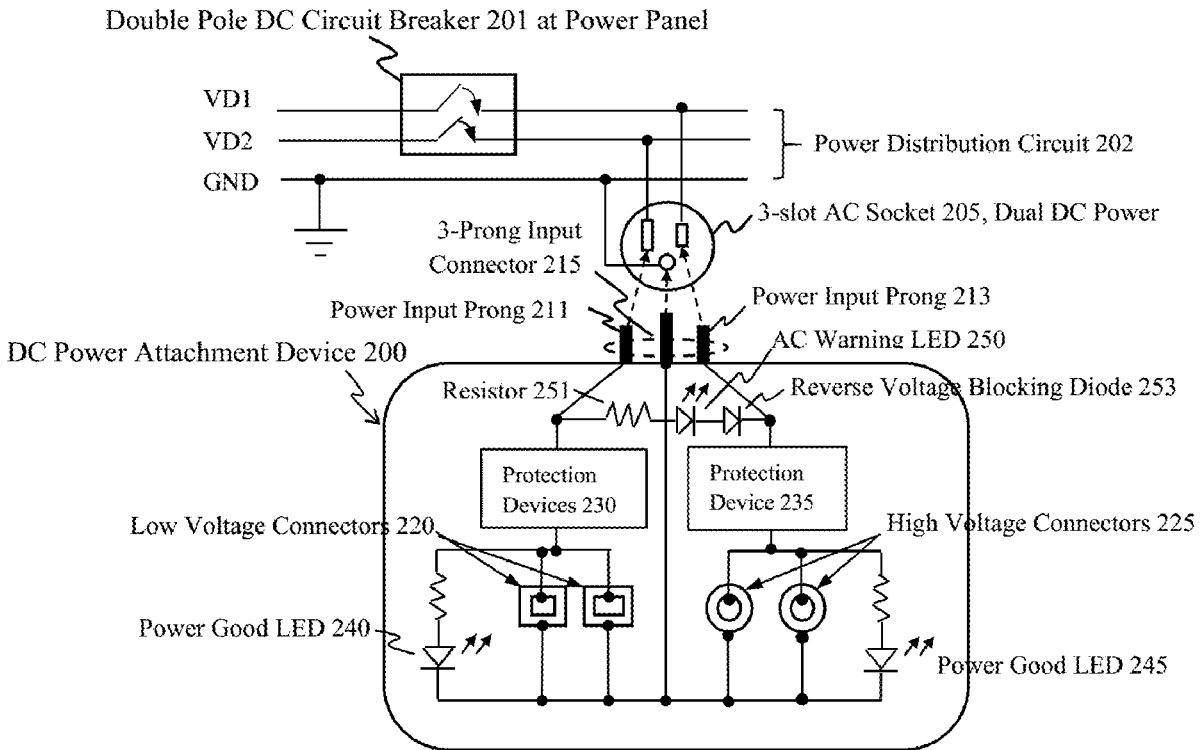 Double Pole DC Circuit Breaker 201 at Power Panel
VD1
VD2
GND
Power Distribution Circuit 202
3-slot AC Socket 205, Dual DC Power
3-Prong Input
Connector 215
Power Input Prong 211
Power Input Prong 213
AC Warning LED 250
DC Power Attachment Device 200
Resistor 251
Reverse Voltage Blocking Diode 253
Protection
Devices 230
Protection
Device 235
Low Voltage Connectors 220
High Voltage Connectors 225
Power Good LED 240
Power Good LED 245